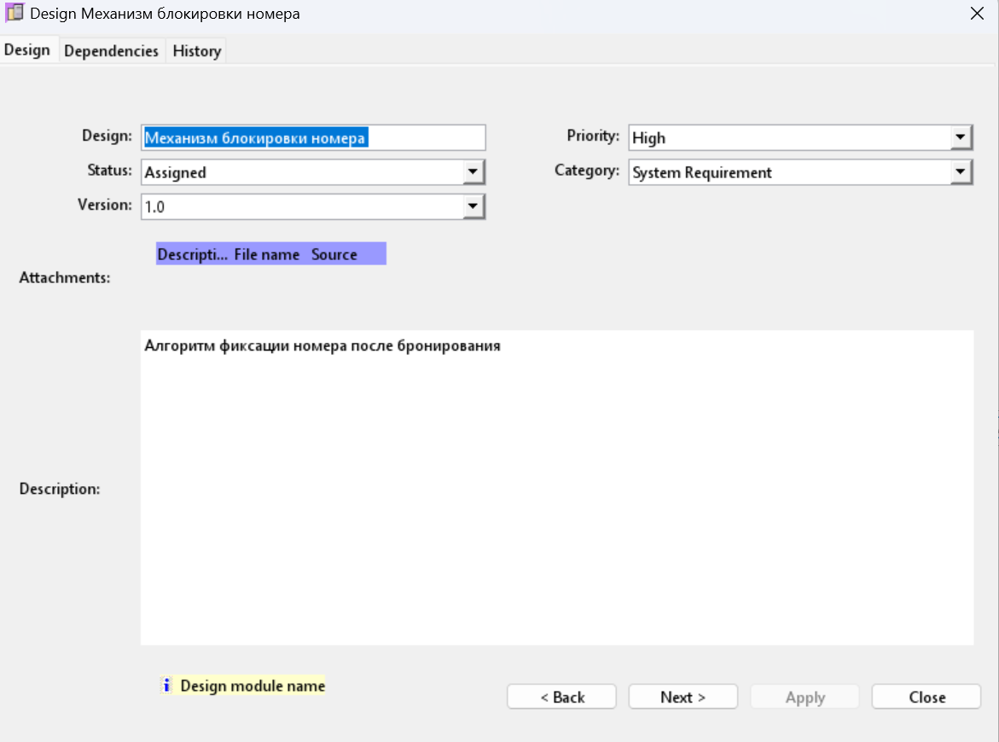 Design Механизм блокировки номера
Design Dependencies History
Design: Механизм блокировки номера Priority: High
Status: Assigned Category: System Requirement
Version: 1.0
Descripti... File name Source
Attachments:
Алгоритм фиксации номера после бронирования
Description:
i Design module name
< Back Next > Apply Close